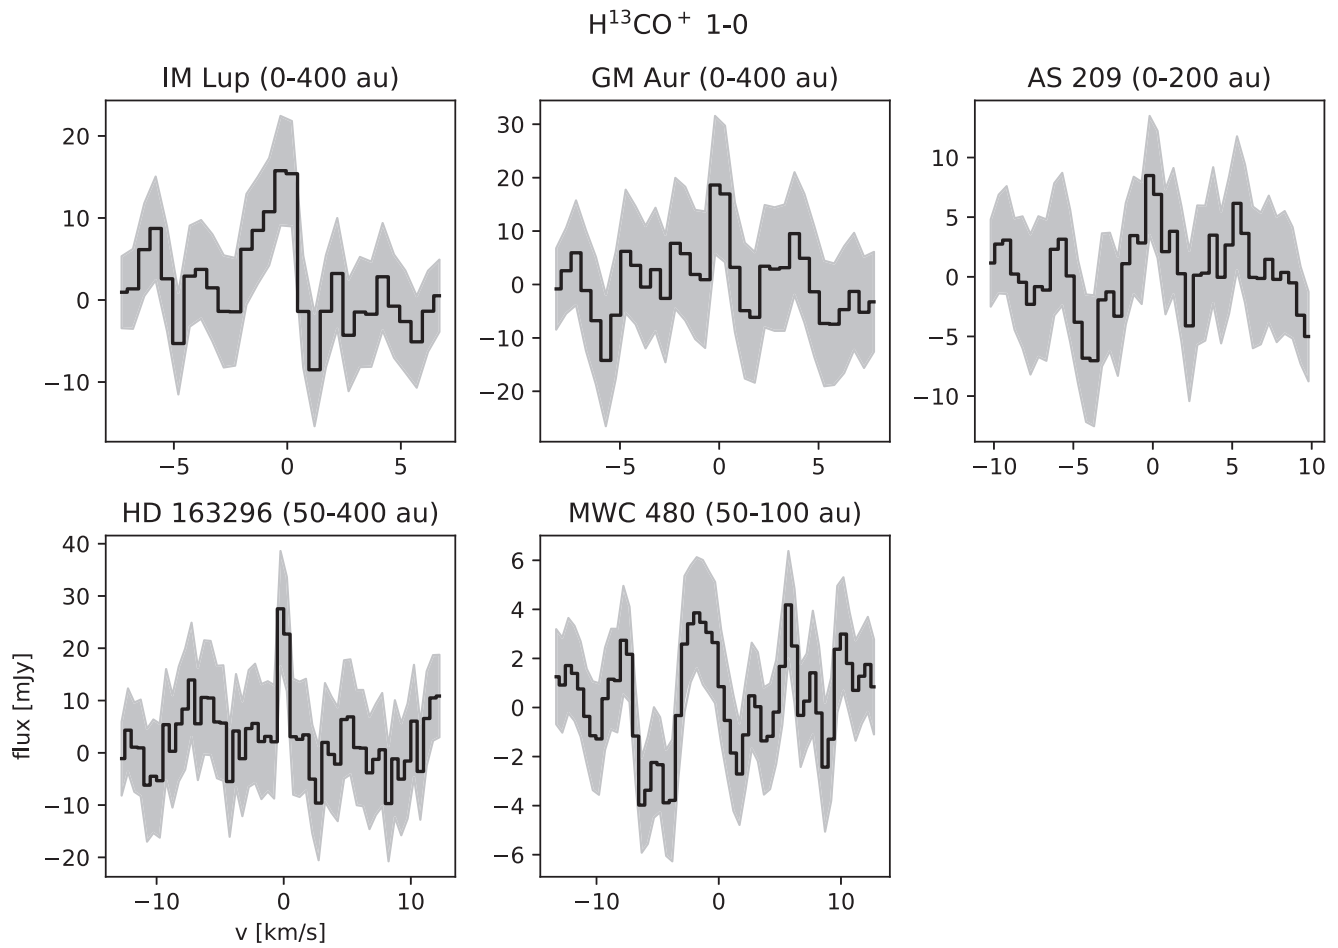 H¹³CO⁺ 1-0
IM Lup (0-400 au)
20
10
0
−10
−5 0 5
GM Aur (0-400 au)
30
20
10
0
−10
−20
−5 0 5
AS 209 (0-200 au)
10
5
0
−5
−10
−10 −5 0 5 10
HD 163296 (50-400 au)
40
30
20
10
0
−10
−20
flux [mJy]
−10 0 10
v [km/s]
MWC 480 (50-100 au)
6
4
2
0
−2
−4
−6
−10 0 10